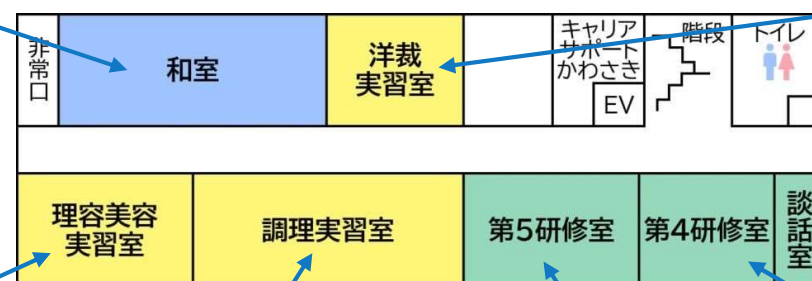 非常口
和室
洋裁
実習室
キャリア
サポート
かわさき
EV
階段
トイレ
理容美容
実習室
調理実習室
第5研修室
第4研修室
談話室